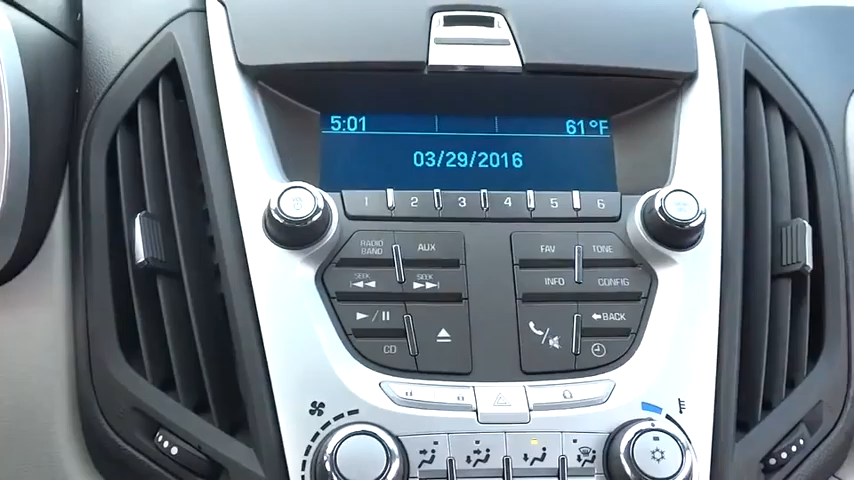 5:01 61°F
03/29/2016
1 2 3 4 5 6
RADIO BAND AUX FAV TONE
SEEK SEEK INFO CONFIG
BACK
CD